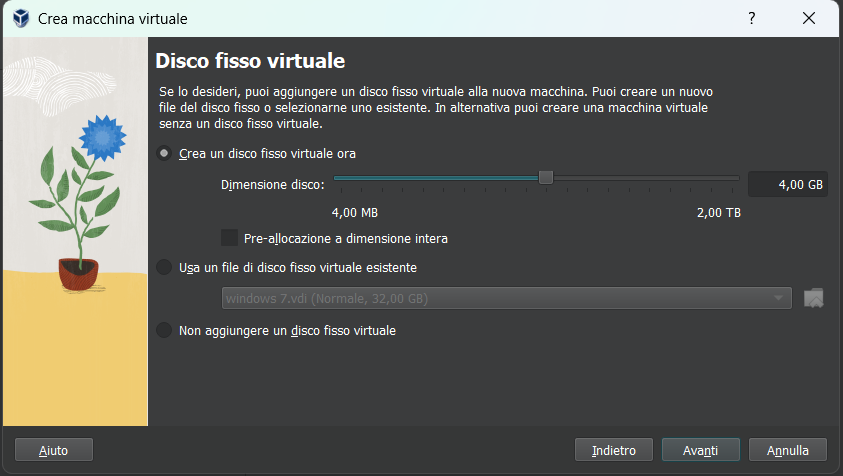 Crea macchina virtuale
?
Disco fisso virtuale
Se lo desideri, puoi aggiungere un disco fisso virtuale alla nuova macchina. Puoi creare un nuovo
file del disco fisso o selezionarne uno esistente. In alternativa puoi creare una macchina virtuale
senza un disco fisso virtuale.
Crea un disco fisso virtuale ora
Dimensione disco:
4,00 GB
4,00 MB
2,00 TB
Pre-allocazione a dimensione intera
Usa un file di disco fisso virtuale esistente
windows 7.vdi (Normale, 32,00 GB)
Non aggiungere un disco fisso virtuale
Aiuto
Indietro
Avanti
Annulla